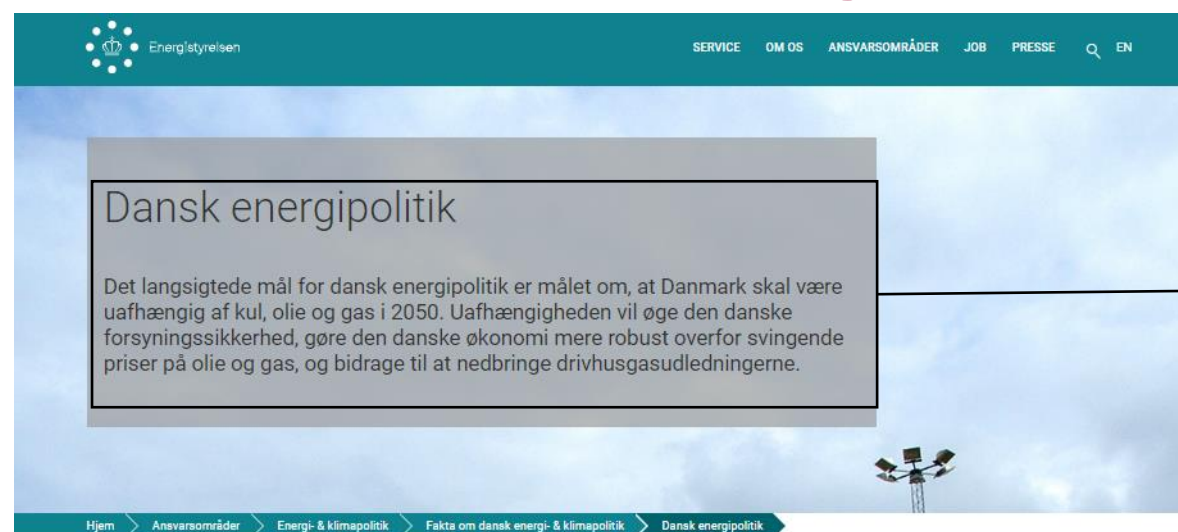 Energistyrelsen
SERVICE OM OS ANSVARSOMRÅDER JOB PRESSE EN
Dansk energipolitik
Det langsigtede mål for dansk energipolitik er målet om, at Danmark skal være
uafhængig af kul, olie og gas i 2050. Uafhængigheden vil øge den danske
forsyningssikkerhed, gøre den danske økonomi mere robust overfor svingende
priser på olie og gas, og bidrage til at nedbringe drivhusgasudledningerne.
Hjem Ansvarsområder Energi- & klimapolitik Fakta om dansk energi- & klimapolitik Dansk energipolitik